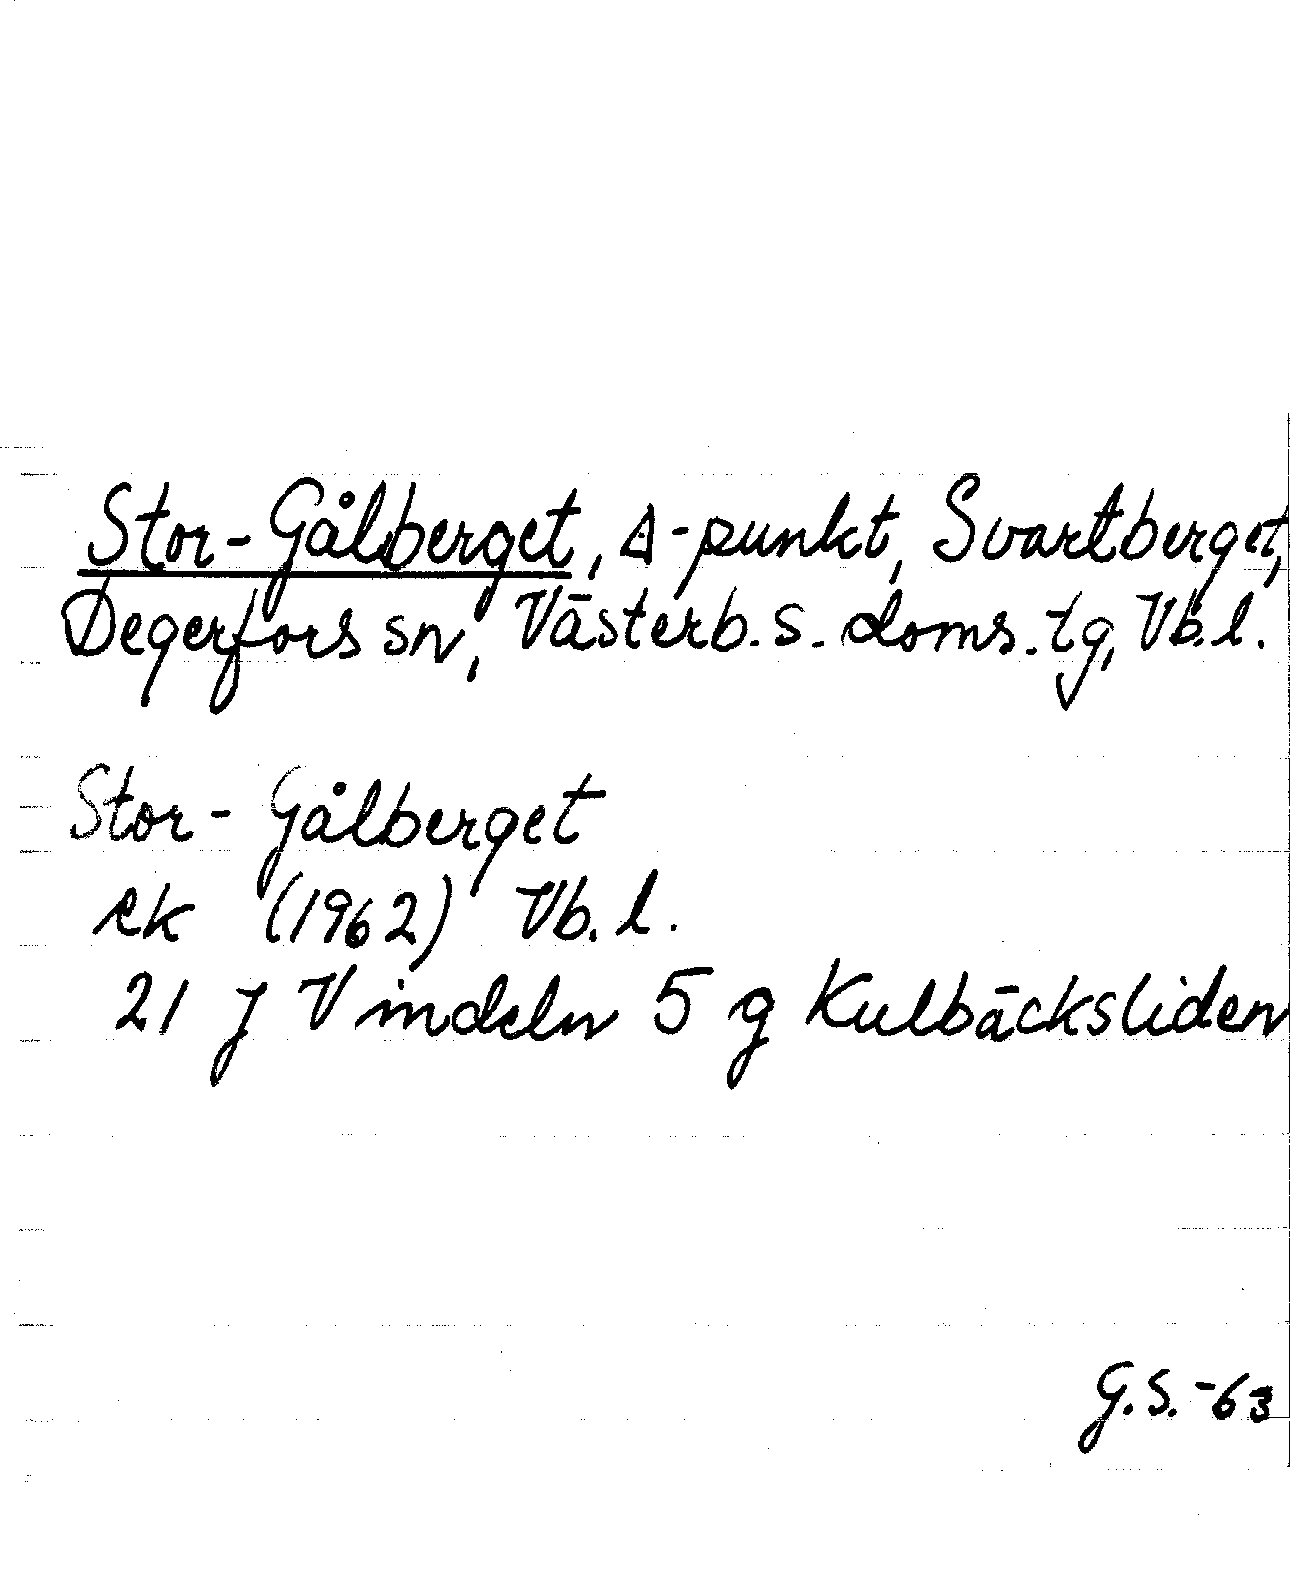 Stor-Gålberget, Δ-punkt, Svartberget,
Degerfors sn, Västerb. s. doms. tg, Vb. l.
Stor-Gålberget
ek (1962) Vb. l.
21 J Vindeln 5 g Kulbäcksliden
G.S. -63